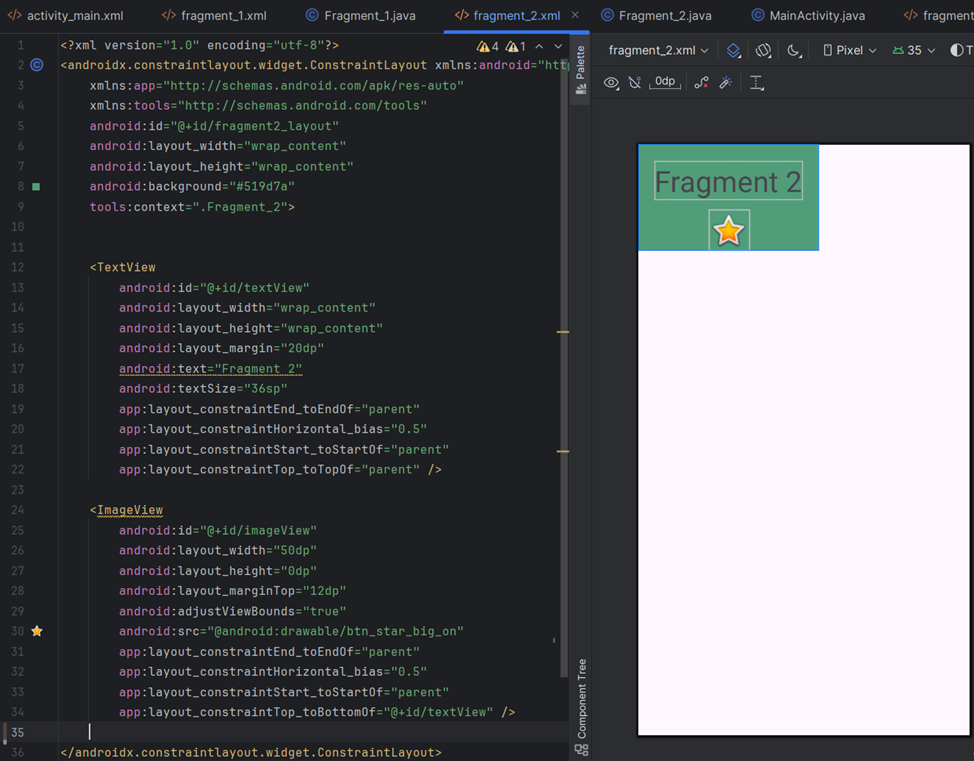 activity_main.xml fragment_1.xml Fragment_1.java fragment_2.xml Fragment_2.java MainActivity.java
1 <?xml version="1.0" encoding="utf-8"?> 4 1
2 <androidx.constraintlayout.widget.ConstraintLayout xmlns:android=
3 xmlns:app="http://schemas.android.com/apk/res-auto"
4 xmlns:tools="http://schemas.android.com/tools"
5 android:id="@+id/fragment2_layout"
6 android:layout_width="wrap_content"
7 android:layout_height="wrap_content"
8 android:background="#519d7a"
9 tools:context=".Fragment_2">
10
11
12 <TextView
13 android:id="@+id/textView"
14 android:layout_width="wrap_content"
15 android:layout_height="wrap_content"
16 android:layout_margin="20dp"
17 android:text="Fragment 2"
18 android:textSize="36sp"
19 app:layout_constraintEnd_toEndOf="parent"
20 app:layout_constraintHorizontal_bias="0.5"
21 app:layout_constraintStart_toStartOf="parent"
22 app:layout_constraintTop_toTopOf="parent" />
23
24 <ImageView
25 android:id="@+id/imageView"
26 android:layout_width="50dp"
27 android:layout_height="0dp"
28 android:layout_marginTop="12dp"
29 android:adjustViewBounds="true"
30 android:src="@android:drawable/btn_star_big_on"
31 app:layout_constraintEnd_toEndOf="parent"
32 app:layout_constraintHorizontal_bias="0.5"
33 app:layout_constraintStart_toStartOf="parent"
34 app:layout_constraintTop_toBottomOf="@+id/textView" />
35
36 </androidx.constraintlayout.widget.ConstraintLayout>
Palette
Component Tree
fragment_2.xml Pixel 35
0dp
Fragment 2